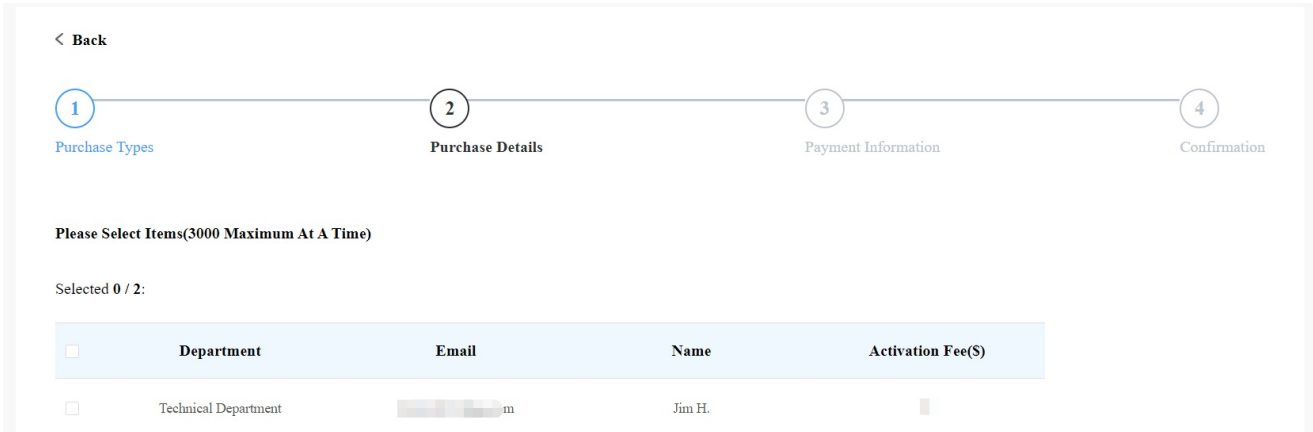 < Back
1 2 3 4
Purchase Types Purchase Details Payment Information Confirmation
Please Select Items(3000 Maximum At A Time)
Selected 0 / 2:
Department Email Name Activation Fee($)
Technical Department m Jim H.